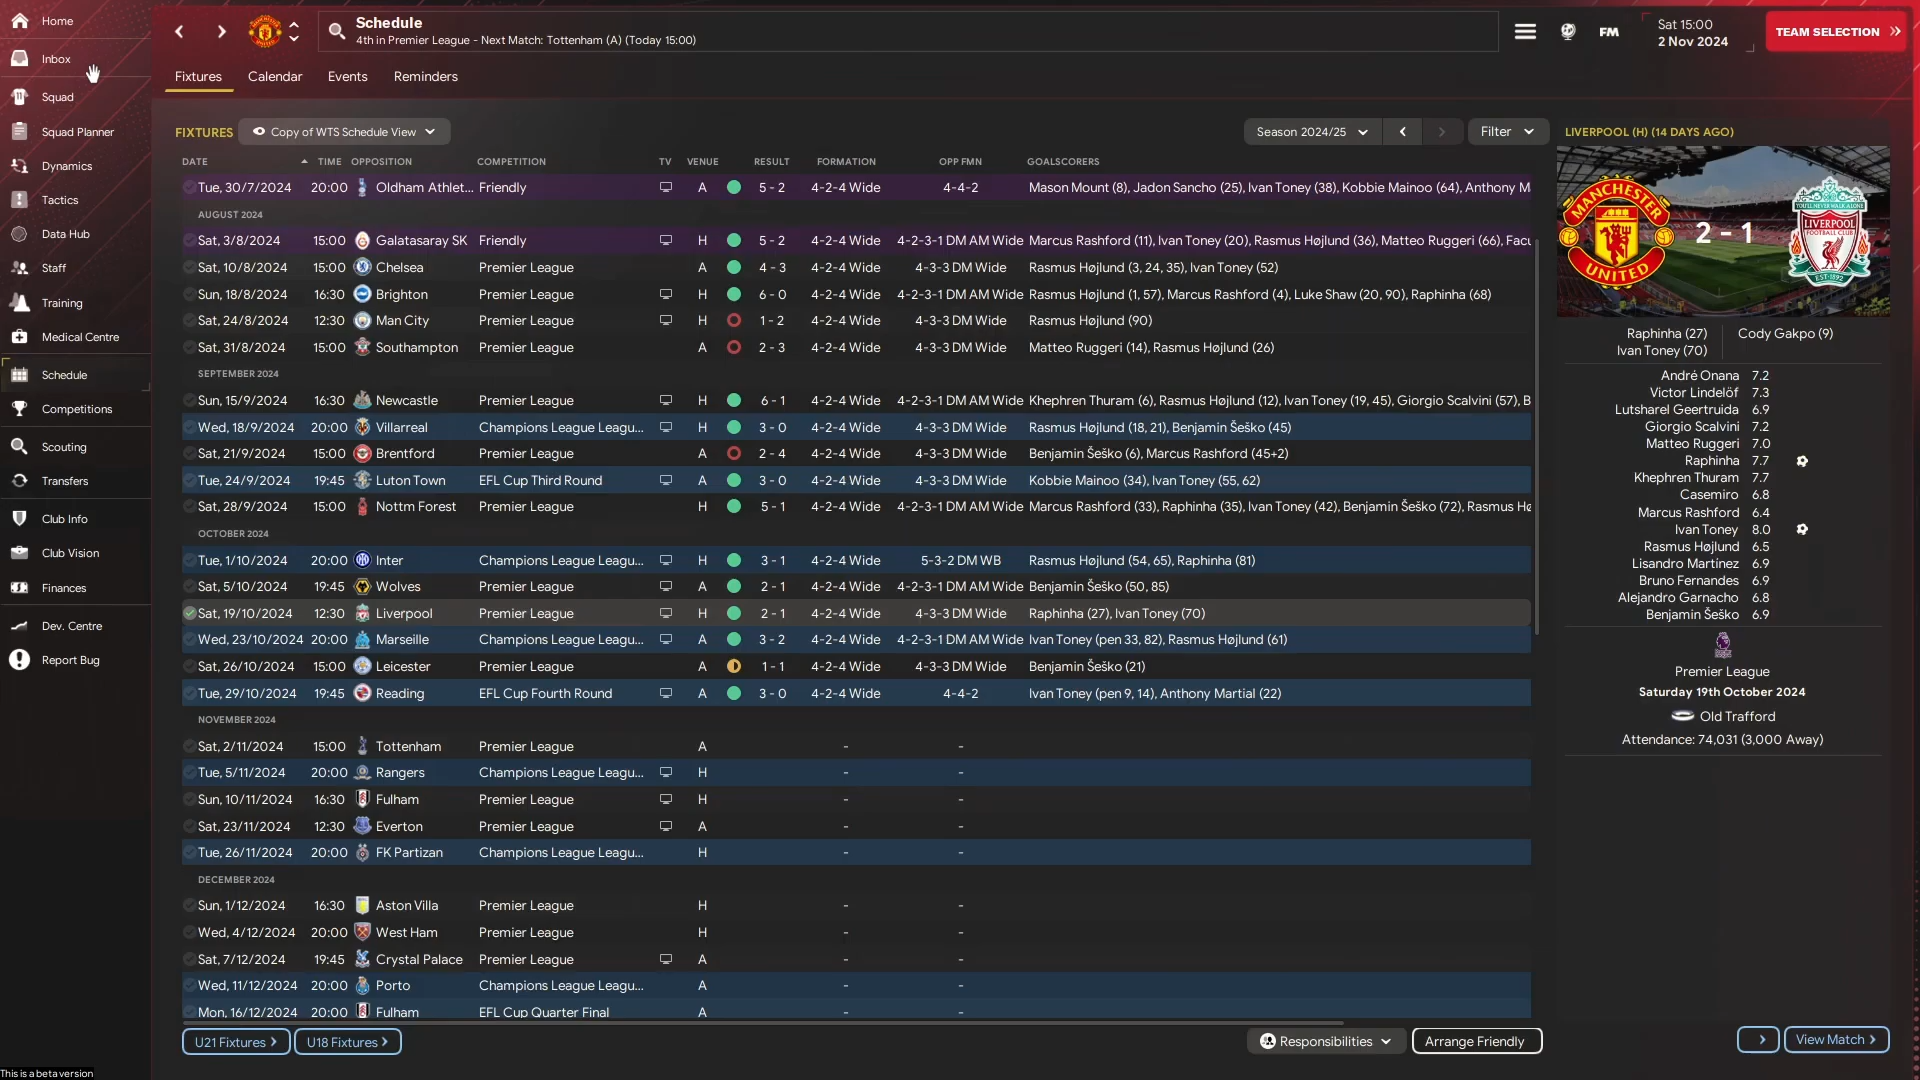 Home
Inbox
Squad
Squad Planner
Dynamics
Tactics
Data Hub
Staff
Training
Medical Centre
Schedule
Competitions
Scouting
Transfers
Club Info
Club Vision
Finances
Dev. Centre
Report Bug
This is a beta version
Schedule
4th in Premier League - Next Match: Tottenham (A) (Today 15:00)
FM
Sat 15:00
2 Nov 2024
TEAM SELECTION
Fixtures Calendar Events Reminders
FIXTURES Copy of WTS Schedule View Season 2024/25 Filter
DATE TIME OPPOSITION COMPETITION TV VENUE RESULT FORMATION OPP FMN GOALSCORERS
Tue, 30/7/2024 20:00 Oldham Athlet... Friendly A 5 - 2 4-2-4 Wide 4-4-2 Mason Mount (8), Jadon Sancho (25), Ivan Toney (38), Kobbie Mainoo (64), Anthony M
AUGUST 2024
Sat, 3/8/2024 15:00 Galatasaray SK Friendly H 5 - 2 4-2-4 Wide 4-2-3-1 DM AM Wide Marcus Rashford (11), Ivan Toney (20), Rasmus Højlund (36), Matteo Ruggeri (66), Facu
Sat, 10/8/2024 15:00 Chelsea Premier League A 4 - 3 4-2-4 Wide 4-3-3 DM Wide Rasmus Højlund (3, 24, 35), Ivan Toney (52)
Sun, 18/8/2024 16:30 Brighton Premier League H 6 - 0 4-2-4 Wide 4-2-3-1 DM AM Wide Rasmus Højlund (1, 57), Marcus Rashford (4), Luke Shaw (20, 90), Raphinha (68)
Sat, 24/8/2024 12:30 Man City Premier League H 1 - 2 4-2-4 Wide 4-3-3 DM Wide Rasmus Højlund (90)
Sat, 31/8/2024 15:00 Southampton Premier League A 2 - 3 4-2-4 Wide 4-3-3 DM Wide Matteo Ruggeri (14), Rasmus Højlund (26)
SEPTEMBER 2024
Sun, 15/9/2024 16:30 Newcastle Premier League H 6 - 1 4-2-4 Wide 4-2-3-1 DM AM Wide Khephren Thuram (6), Rasmus Højlund (12), Ivan Toney (19, 45), Giorgio Scalvini (57), B
Wed, 18/9/2024 20:00 Villarreal Champions League Leagu... H 3 - 0 4-2-4 Wide 4-3-3 DM Wide Rasmus Højlund (18, 21), Benjamin Šeško (45)
Sat, 21/9/2024 15:00 Brentford Premier League A 2 - 4 4-2-4 Wide 4-3-3 DM Wide Benjamin Šeško (6), Marcus Rashford (45+2)
Tue, 24/9/2024 19:45 Luton Town EFL Cup Third Round A 3 - 0 4-2-4 Wide 4-3-3 DM Wide Kobbie Mainoo (34), Ivan Toney (55, 62)
Sat, 28/9/2024 15:00 Nottm Forest Premier League H 5 - 1 4-2-4 Wide 4-2-3-1 DM AM Wide Marcus Rashford (33), Raphinha (35), Ivan Toney (42), Benjamin Šeško (72), Rasmus Hø
OCTOBER 2024
Tue, 1/10/2024 20:00 Inter Champions League Leagu... H 3 - 1 4-2-4 Wide 5-3-2 DM WB Rasmus Højlund (54, 65), Raphinha (81)
Sat, 5/10/2024 19:45 Wolves Premier League A 2 - 1 4-2-4 Wide 4-2-3-1 DM AM Wide Benjamin Šeško (50, 85)
Sat, 19/10/2024 12:30 Liverpool Premier League H 2 - 1 4-2-4 Wide 4-3-3 DM Wide Raphinha (27), Ivan Toney (70)
Wed, 23/10/2024 20:00 Marseille Champions League Leagu... A 3 - 2 4-2-4 Wide 4-2-3-1 DM AM Wide Ivan Toney (pen 33, 82), Rasmus Højlund (61)
Sat, 26/10/2024 15:00 Leicester Premier League A 1 - 1 4-2-4 Wide 4-3-3 DM Wide Benjamin Šeško (21)
Tue, 29/10/2024 19:45 Reading EFL Cup Fourth Round A 3 - 0 4-2-4 Wide 4-4-2 Ivan Toney (pen 9, 14), Anthony Martial (22)
NOVEMBER 2024
Sat, 2/11/2024 15:00 Tottenham Premier League A - -
Tue, 5/11/2024 20:00 Rangers Champions League Leagu... H - -
Sun, 10/11/2024 16:30 Fulham Premier League H - -
Sat, 23/11/2024 12:30 Everton Premier League A - -
Tue, 26/11/2024 20:00 FK Partizan Champions League Leagu... H - -
DECEMBER 2024
Sun, 1/12/2024 16:30 Aston Villa Premier League H - -
Wed, 4/12/2024 20:00 West Ham Premier League H - -
Sat, 7/12/2024 19:45 Crystal Palace Premier League A - -
Wed, 11/12/2024 20:00 Porto Champions League Leagu... A - -
Mon, 16/12/2024 20:00 Fulham EFL Cup Quarter Final A - -
U21 Fixtures U18 Fixtures Responsibilities Arrange Friendly
LIVERPOOL (H) (14 DAYS AGO)
MANCHESTER UNITED
2 - 1
YOU'LL NEVER WALK ALONE
LIVERPOOL
FOOTBALL CLUB
EST·1892
Raphinha (27) Cody Gakpo (9)
Ivan Toney (70)
André Onana 7.2
Victor Lindelöf 7.3
Lutsharel Geertruida 6.9
Giorgio Scalvini 7.2
Matteo Ruggeri 7.0
Raphinha 7.7
Khephren Thuram 7.7
Casemiro 6.8
Marcus Rashford 6.4
Ivan Toney 8.0
Rasmus Højlund 6.5
Lisandro Martínez 6.9
Bruno Fernandes 6.9
Alejandro Garnacho 6.8
Benjamin Šeško 6.9
Premier League
Saturday 19th October 2024
Old Trafford
Attendance: 74,031 (3,000 Away)
View Match